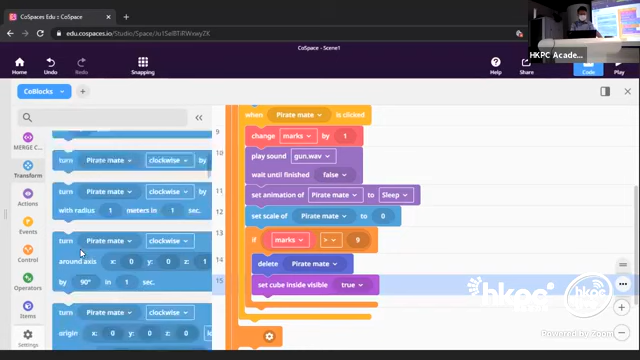 CoSpaces Edu :: CoSpace
edu.cospaces.io/Studio/Space/
Home
Undo
Redo
Snapping
CoSpace - Scene1
Share
Code
Play
HKPC Acade...
CoBlocks
MERGE C
Transform
Actions
Events
Control
Operators
Items
Settings
turn Pirate mate clockwise by
turn Pirate mate clockwise by
with radius 1 meters in 1 sec.
turn Pirate mate clockwise
around axis x: 0 y: 0 z: 1
by 90° in 1 sec.
turn Pirate mate clockwise
origin x: 0 y: 0 z: 0
when Pirate mate is clicked
9 change marks by 1
10 play sound gun.wav
wait until finished false
11 set animation of Pirate mate to Sleep
12 set scale of Pirate mate to 0
13 if marks > 9
14 delete Pirate mate
15 set cube inside visible true
hkpc
Powered by Zoom